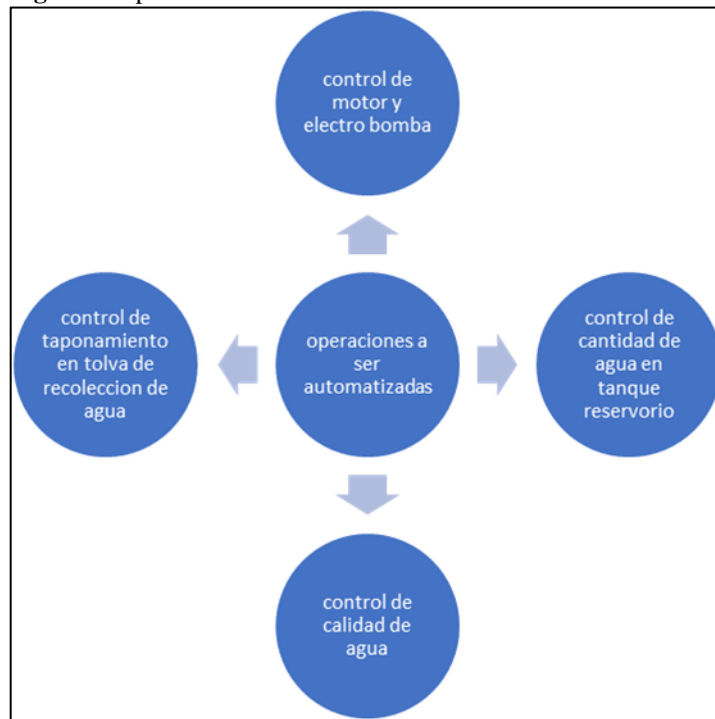 control de
motor y
electro bomba
control de
taponamiento
en tolva de
recoleccion de
agua
operaciones a
ser
automatizadas
control de
cantidad de
agua en
tanque
reservorio
control de
calidad de
agua